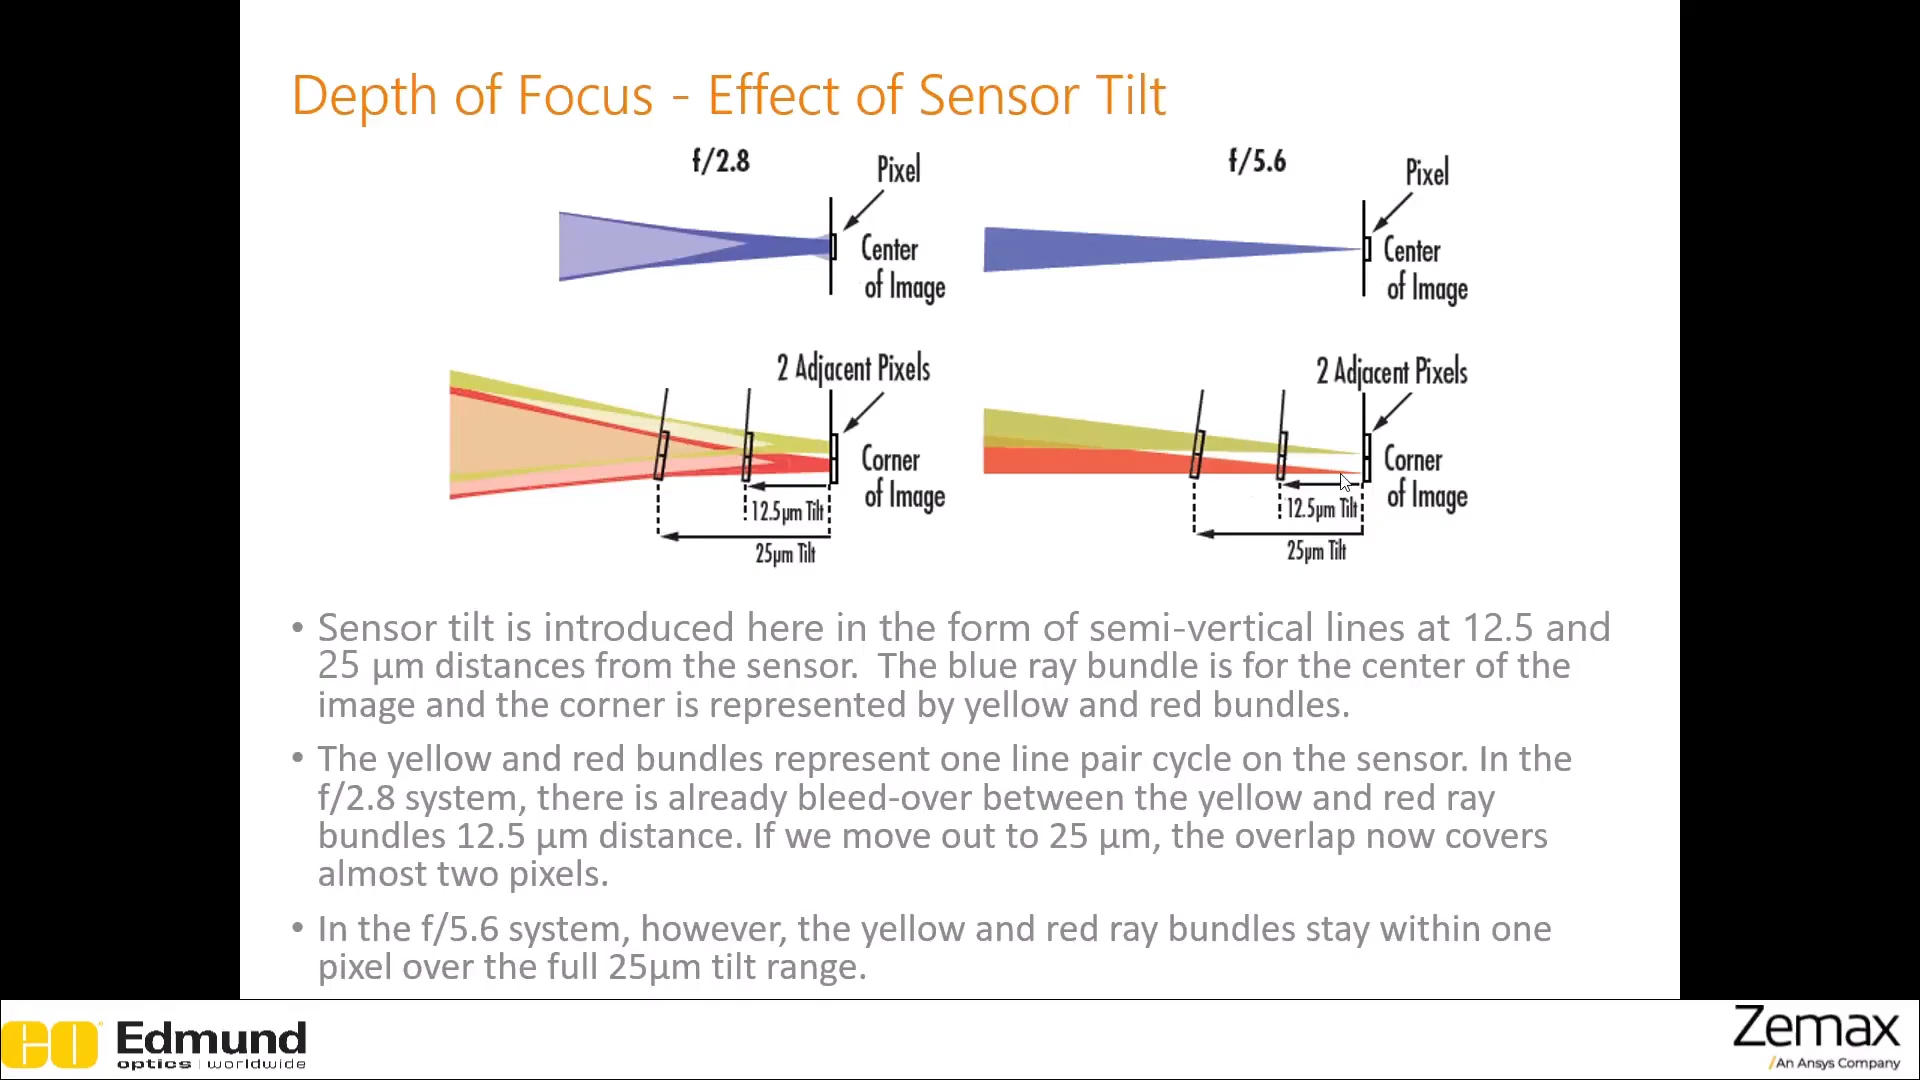 Depth of Focus - Effect of Sensor Tilt
f/2.8
Pixel
Center
of Image
f/5.6
Pixel
Center
of Image
2 Adjacent Pixels
Corner
of Image
12.5µm Tilt
25µm Tilt
2 Adjacent Pixels
Corner
of Image
12.5µm Tilt
25µm Tilt
• Sensor tilt is introduced here in the form of semi-vertical lines at 12.5 and
25 µm distances from the sensor.  The blue ray bundle is for the center of the
image and the corner is represented by yellow and red bundles.
• The yellow and red bundles represent one line pair cycle on the sensor. In the
f/2.8 system, there is already bleed-over between the yellow and red ray
bundles 12.5 µm distance. If we move out to 25 µm, the overlap now covers
almost two pixels.
• In the f/5.6 system, however, the yellow and red ray bundles stay within one
pixel over the full 25µm tilt range.
EO Edmund
optics | worldwide
Zemax
/An Ansys Company